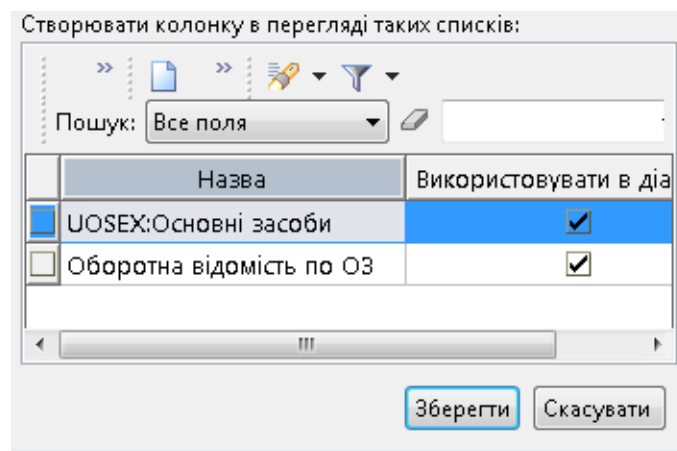 Створювати колонку в перегляді таких списків:
Пошук: Все поля
Назва Використовувати в діа
UOSEX:Основні засоби
Оборотна відомість по ОЗ
Зберегти Скасувати